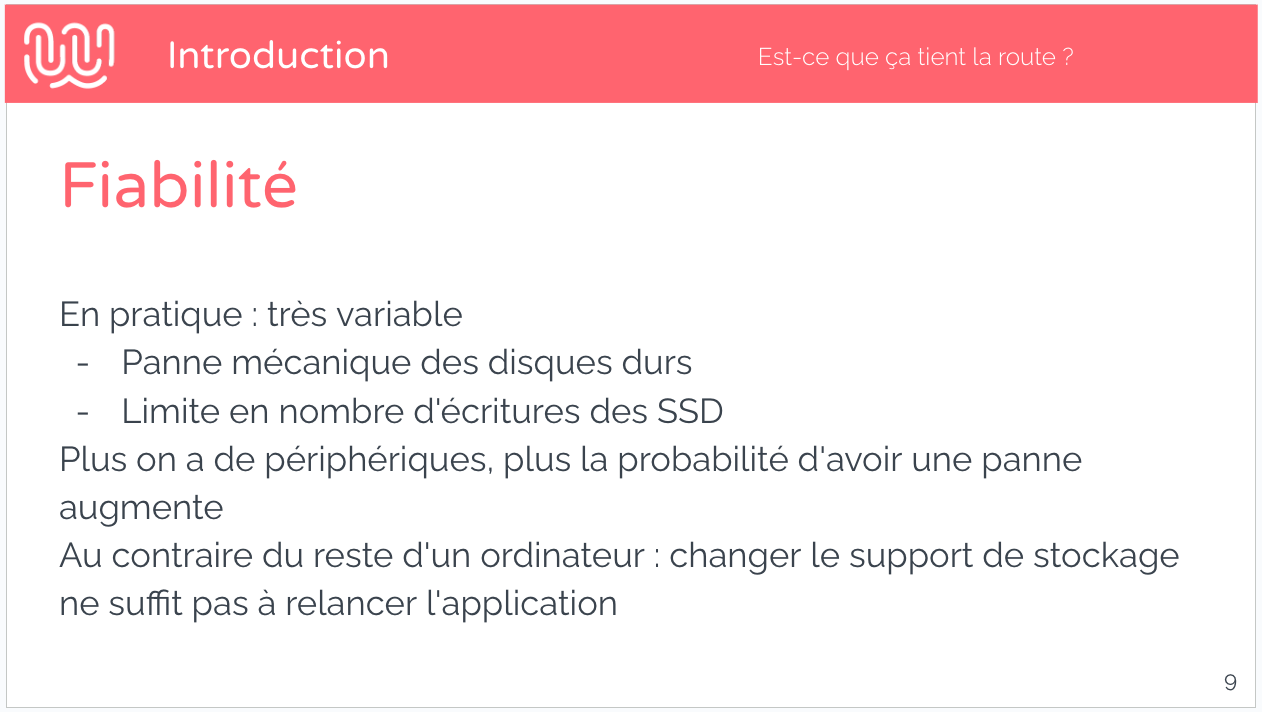 Introduction
Est-ce que ça tient la route ?
Fiabilité
En pratique : très variable
- Panne mécanique des disques durs
- Limite en nombre d'écritures des SSD
Plus on a de périphériques, plus la probabilité d'avoir une panne
augmente
Au contraire du reste d'un ordinateur : changer le support de stockage
ne suffit pas à relancer l'application
9